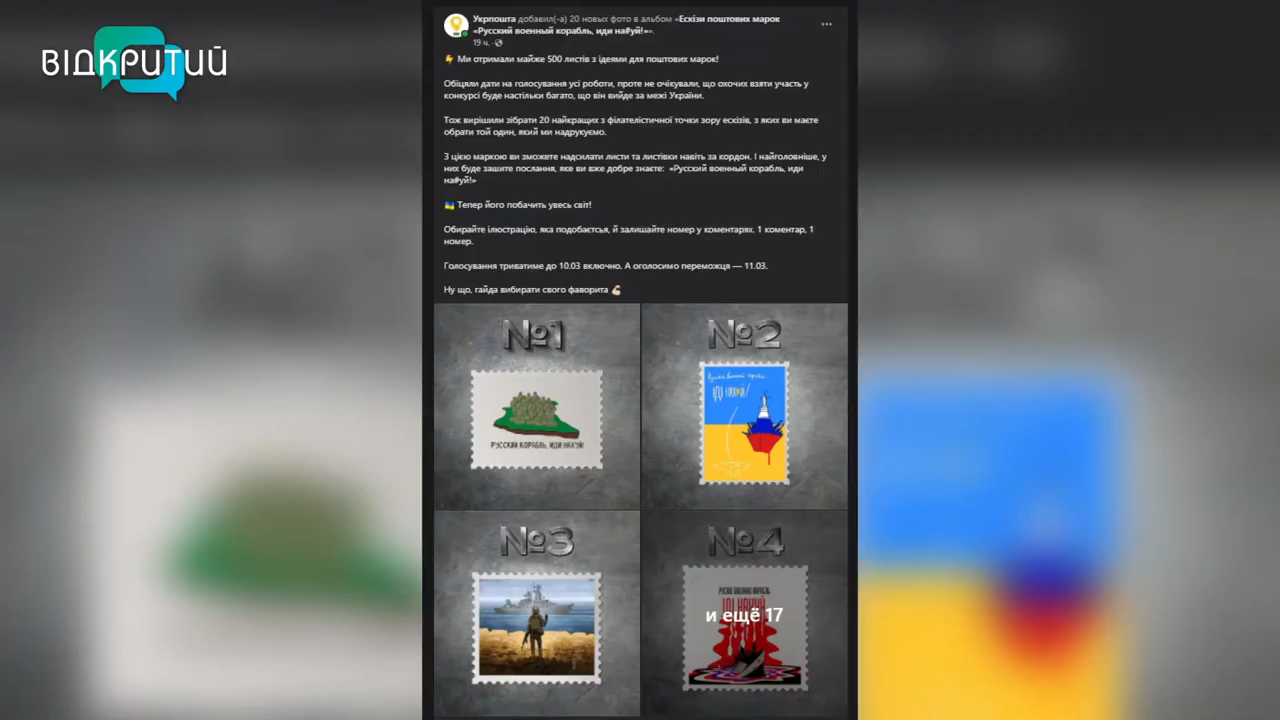 ВІДКРИТИЙ
Укрпошта добавил(-а) 20 новых фото в альбом «Ескізи поштових марок
«Русский военный корабль, иди на#уй!»».
19 ч. ·
⚡ Ми отримали майже 500 листів з ідеями для поштових марок!
Обіцяли дати на голосування усі роботи, проте не очікували, що охочих взяти участь у
конкурсі буде настільки багато, що він вийде за межі України.
Тож вирішили зібрати 20 найкращих з філателістичної точки зору ескізів, з яких ви маєте
обрати той один, який ми надрукуємо.
З цією маркою ви зможете надсилати листи та листівки навіть за кордон. І найголовніше, у
них буде зашите послання, яке ви вже добре знаєте: «Русский военный корабль, иди
на#уй!»
🇺🇦 Тепер його побачить увесь світ!
Обирайте ілюстрацію, яка подобаєтсья, й залишайте номер у коментарях. 1 коментар, 1
номер.
Голосування триватиме до 10.03 включно. А оголосимо переможця — 11.03.
Ну що, гайда вибирати свого фаворита 💪🏻
№1
№2
РУССКИЙ КОРАБЛЬ, ИДИ НАХ*Й!
№3
№4
и ещё 17